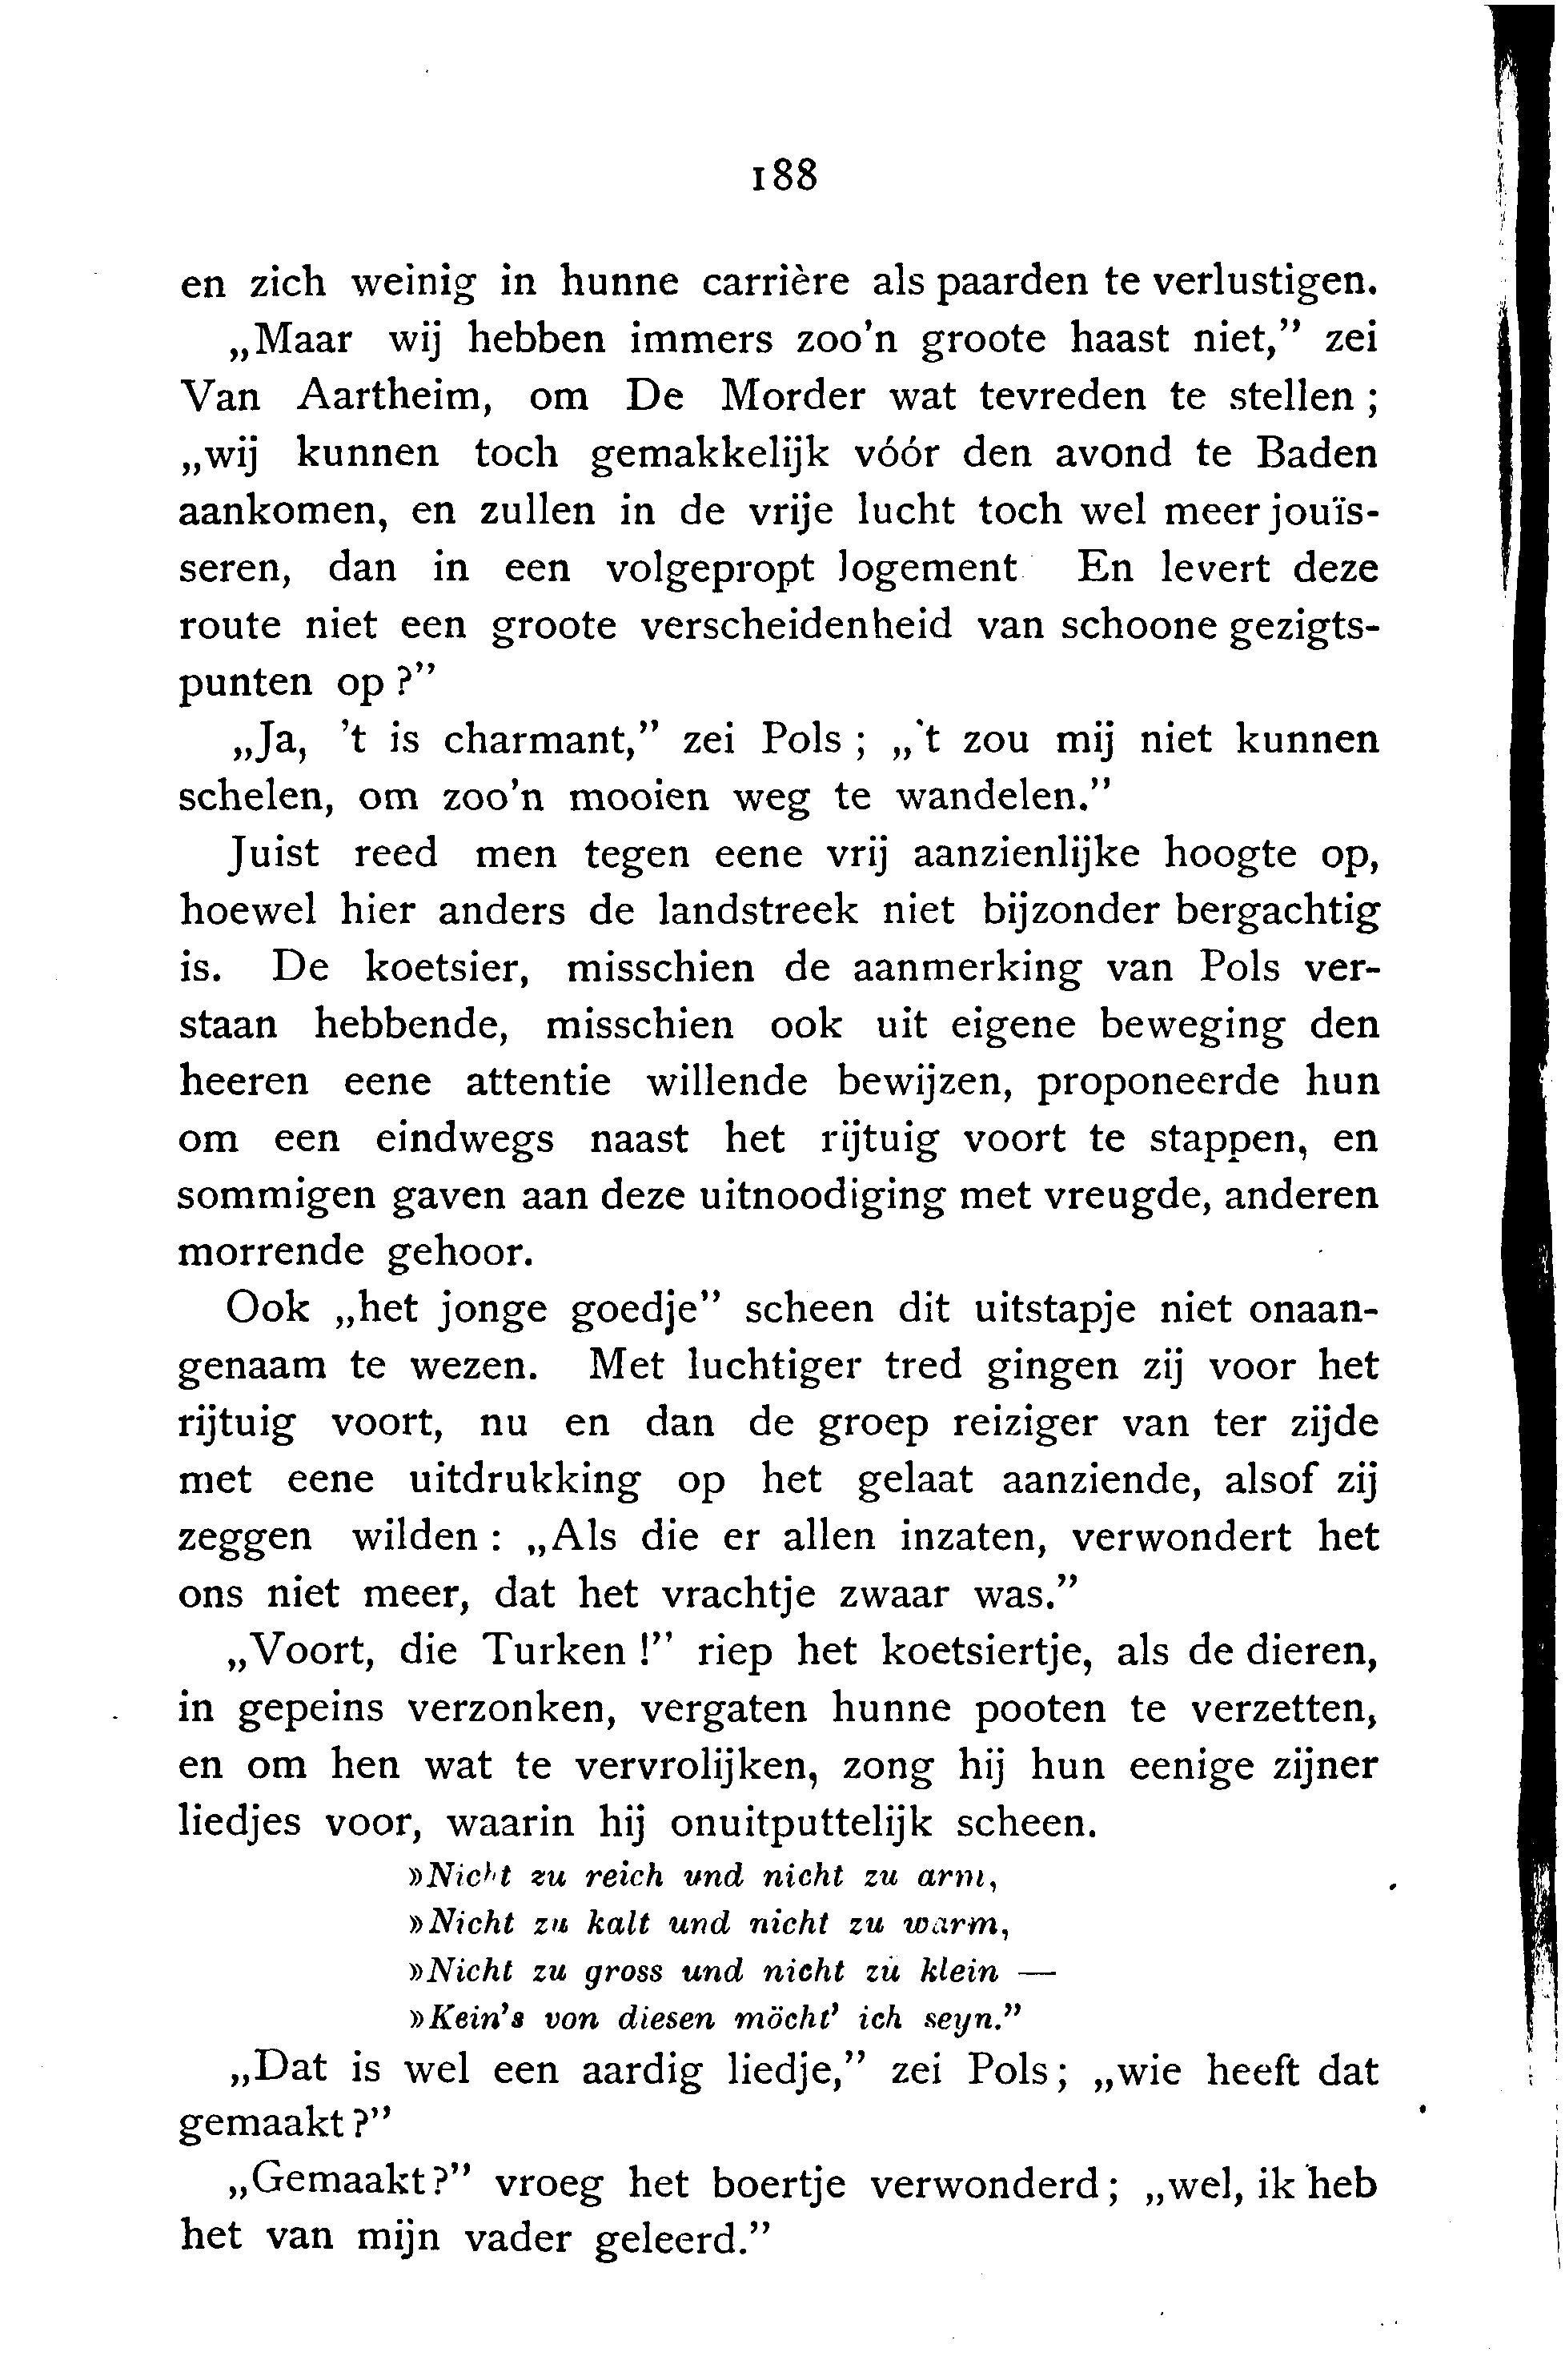 188
en zich weinig in hunne carrière als paarden te verlustigen.
„Maar wij hebben immers zoo'n groote haast niet,” zei
Van Aartheim, om De Morder wat tevreden te stellen ;
„wij kunnen toch gemakkelijk vóór den avond te Baden
aankomen, en zullen in de vrije lucht toch wel meer jouïs-
seren, dan in een volgepropt logement En levert deze
route niet een groote verscheidenheid van schoone gezigts-
punten op ?”
„Ja, 't is charmant,” zei Pols ; „'t zou mij niet kunnen
schelen, om zoo'n mooien weg te wandelen.”
Juist reed men tegen eene vrij aanzienlijke hoogte op,
hoewel hier anders de landstreek niet bijzonder bergachtig
is. De koetsier, misschien de aanmerking van Pols ver-
staan hebbende, misschien ook uit eigene beweging den
heeren eene attentie willende bewijzen, proponeerde hun
om een eindwegs naast het rijtuig voort te stappen, en
sommigen gaven aan deze uitnoodiging met vreugde, anderen
morrende gehoor.
Ook „het jonge goedje” scheen dit uitstapje niet onaan-
genaam te wezen. Met luchtiger tred gingen zij voor het
rijtuig voort, nu en dan de groep reiziger van ter zijde
met eene uitdrukking op het gelaat aanziende, alsof zij
zeggen wilden : „Als die er allen inzaten, verwondert het
ons niet meer, dat het vrachtje zwaar was.”
„Voort, die Turken !” riep het koetsiertje, als de dieren,
in gepeins verzonken, vergaten hunne pooten te verzetten,
en om hen wat te vervrolijken, zong hij hun eenige zijner
liedjes voor, waarin hij onuitputtelijk scheen.
»Nicht zu reich und nicht zu arm,
»Nicht zu kalt und nicht zu warm,
»Nicht zu gross und nicht zu klein —
»Kein's von diesen möcht' ich seyn.”
„Dat is wel een aardig liedje,” zei Pols; „wie heeft dat
gemaakt ?”
„Gemaakt ?” vroeg het boertje verwonderd; „wel, ik heb
het van mijn vader geleerd.”